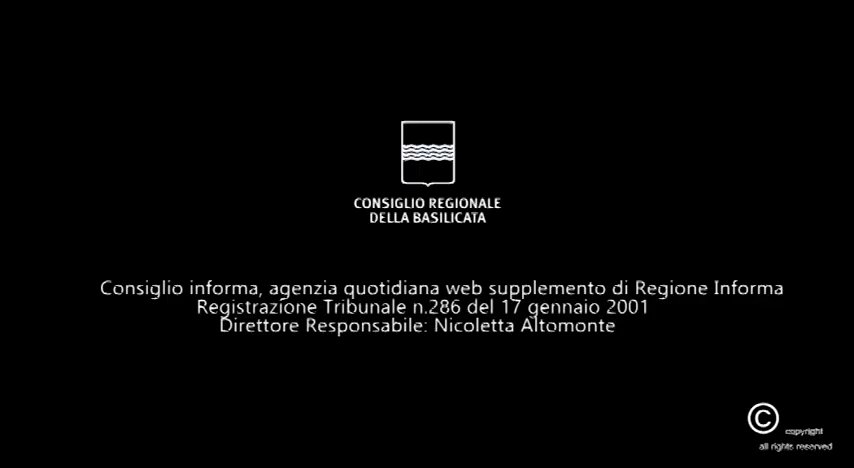 CONSIGLIO REGIONALE
DELLA BASILICATA
Consiglio informa, agenzia quotidiana web supplemento di Regione Informa
Registrazione Tribunale n.286 del 17 gennaio 2001
Direttore Responsabile: Nicoletta Altomonte
© copyright
all rights reserved